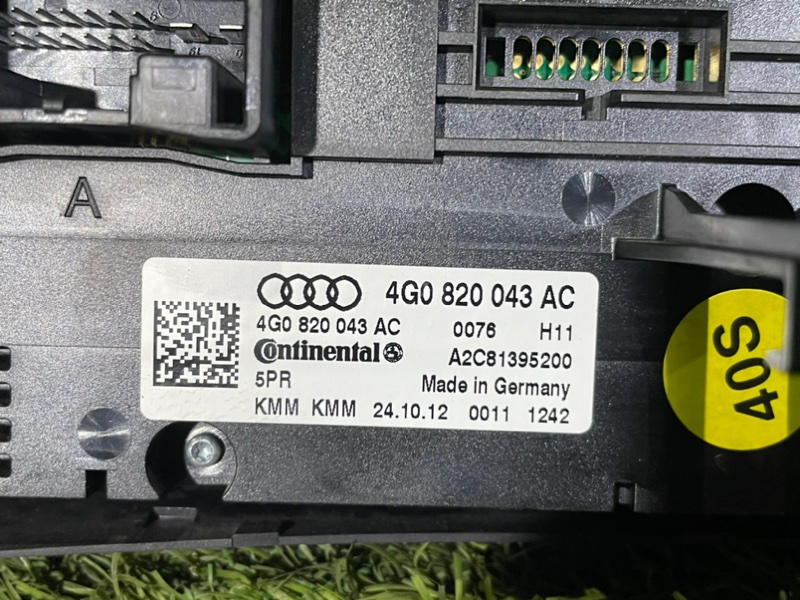 A
4G0 820 043 AC
4G0 820 043 AC 0076 H11
Continental A2C81395200
5PR Made in Germany
KMM KMM 24.10.12 0011 1242
40S